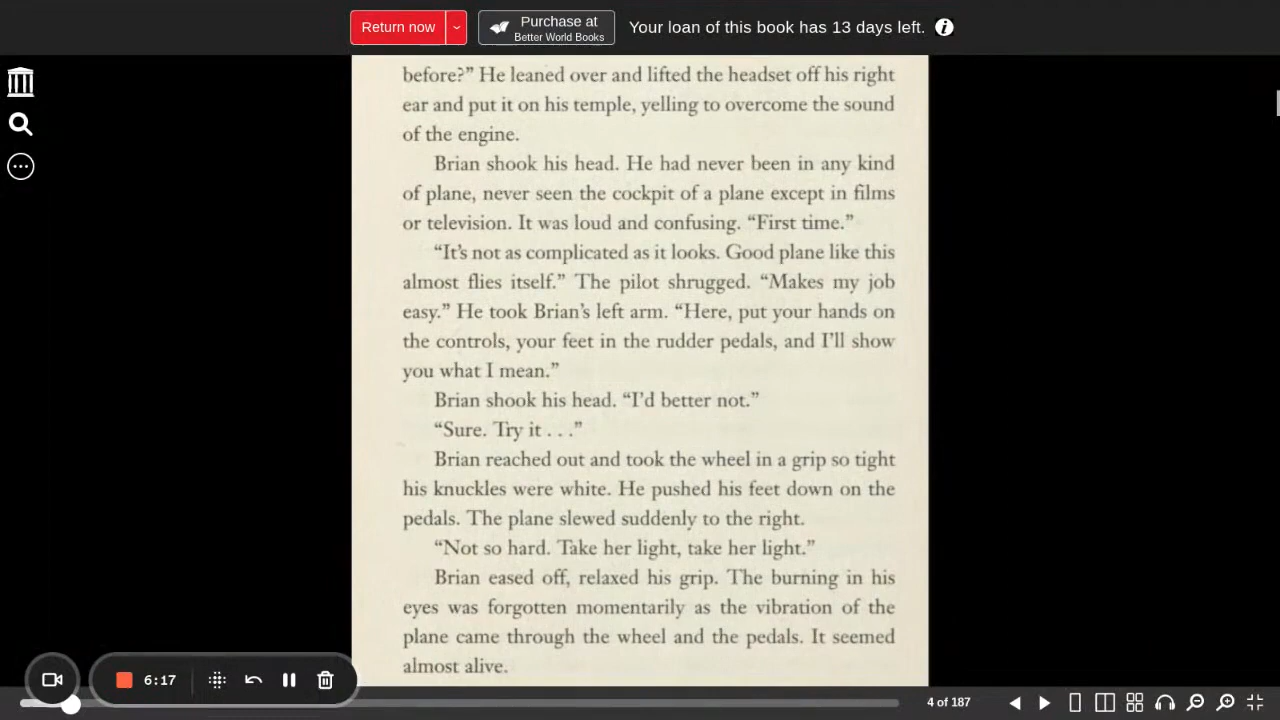 Return now
Purchase at
Better World Books
Your loan of this book has 13 days left.
before?” He leaned over and lifted the headset off his right
ear and put it on his temple, yelling to overcome the sound
of the engine.
Brian shook his head. He had never been in any kind
of plane, never seen the cockpit of a plane except in films
or television. It was loud and confusing. “First time.”
“It’s not as complicated as it looks. Good plane like this
almost flies itself.” The pilot shrugged. “Makes my job
easy.” He took Brian’s left arm. “Here, put your hands on
the controls, your feet in the rudder pedals, and I’ll show
you what I mean.”
Brian shook his head. “I’d better not.”
“Sure. Try it . . .”
Brian reached out and took the wheel in a grip so tight
his knuckles were white. He pushed his feet down on the
pedals. The plane slewed suddenly to the right.
“Not so hard. Take her light, take her light.”
Brian eased off, relaxed his grip. The burning in his
eyes was forgotten momentarily as the vibration of the
plane came through the wheel and the pedals. It seemed
almost alive.
6:17
4 of 187